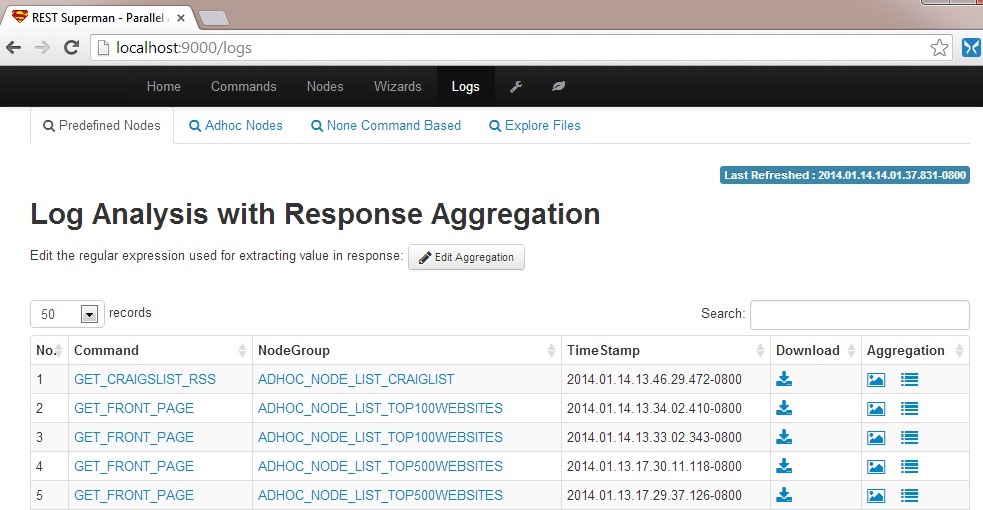 REST Superman - Parallel
localhost:9000/logs
Home Commands Nodes Wizards Logs
Predefined Nodes Adhoc Nodes None Command Based Explore Files
Last Refreshed : 2014.01.14.14.01.37.831-0800
Log Analysis with Response Aggregation
Edit the regular expression used for extracting value in response: Edit Aggregation
50 records Search:
No. Command NodeGroup TimeStamp Download Aggregation
1 GET_CRAIGSLIST_RSS ADHOC_NODE_LIST_CRAIGLIST 2014.01.14.13.46.29.472-0800
2 GET_FRONT_PAGE ADHOC_NODE_LIST_TOP100WEBSITES 2014.01.14.13.34.02.410-0800
3 GET_FRONT_PAGE ADHOC_NODE_LIST_TOP100WEBSITES 2014.01.14.13.33.02.343-0800
4 GET_FRONT_PAGE ADHOC_NODE_LIST_TOP500WEBSITES 2014.01.13.17.30.11.118-0800
5 GET_FRONT_PAGE ADHOC_NODE_LIST_TOP500WEBSITES 2014.01.13.17.29.37.126-0800